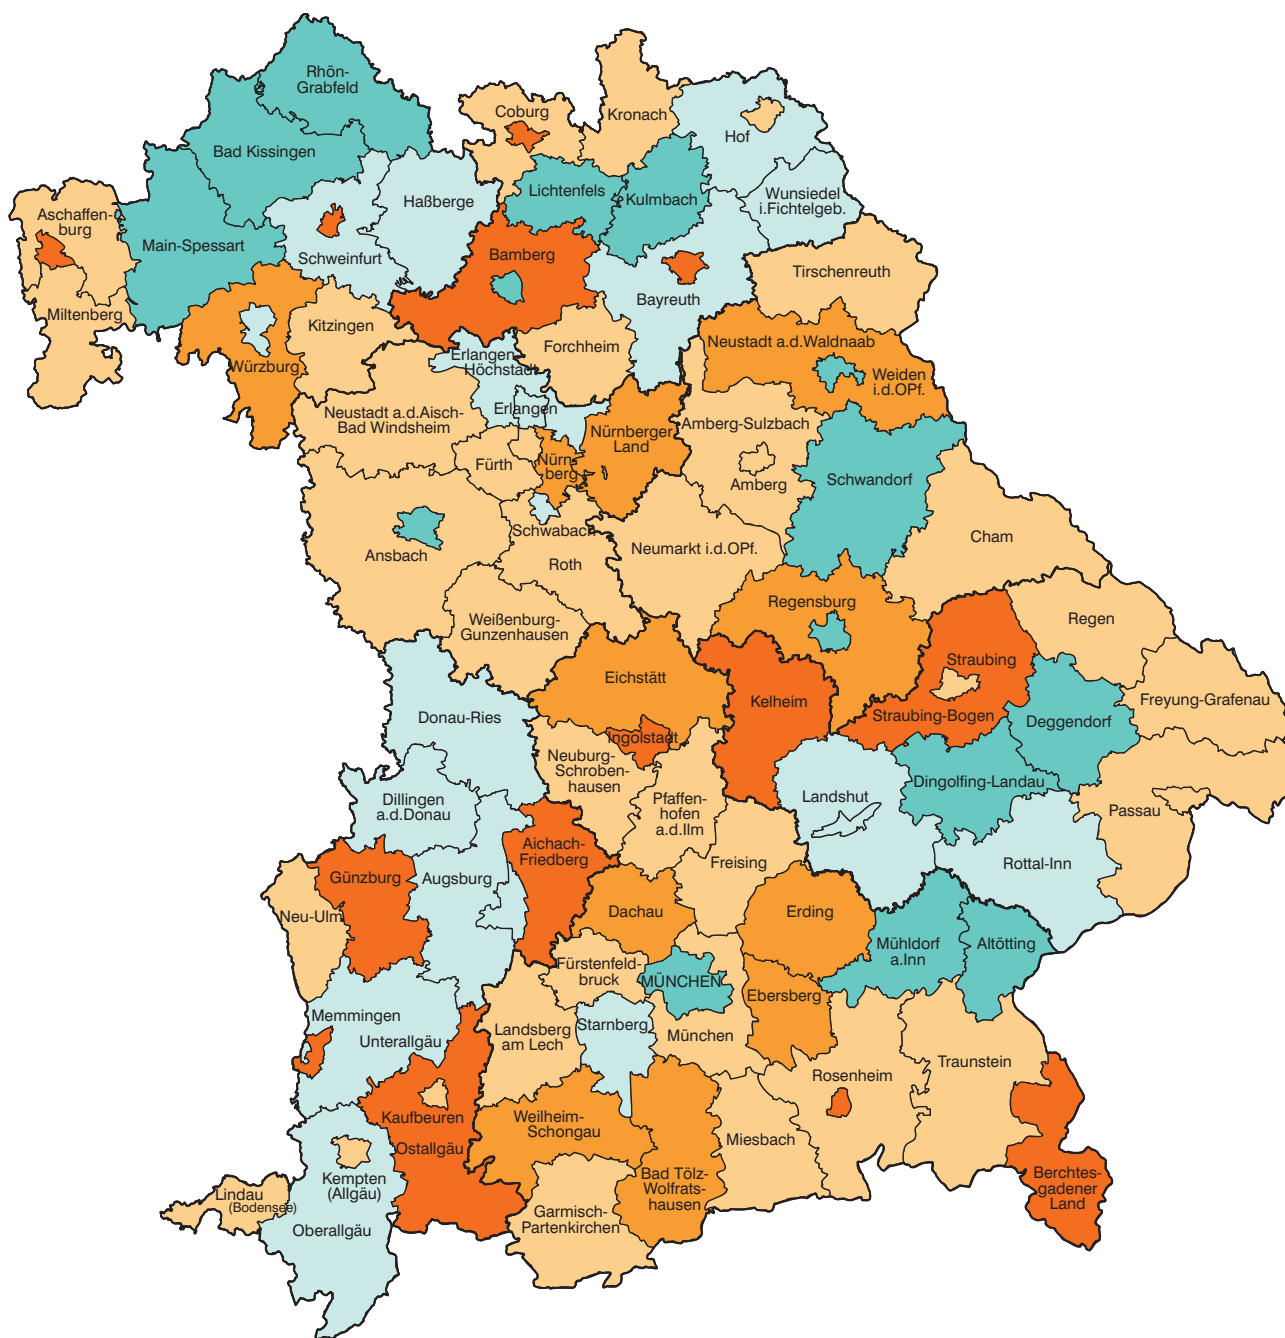 Rhön-
Grabfeld
Coburg
Kronach
Hof
Bad Kissingen
Lichtenfels
Kulmbach
Wunsiedel
i.Fichtelgeb.
Haßberge
Aschaffen-
burg
Main-Spessart
Schweinfurt
Bamberg
Bayreuth
Tirschenreuth
Miltenberg
Kitzingen
Würzburg
Forchheim
Erlangen-
Höchstadt
Neustadt a.d.Waldnaab
Weiden
i.d.OPf.
Neustadt a.d.Aisch-
Bad Windsheim
Erlangen
Nürnberger
Land
Amberg-Sulzbach
Fürth
Nürn-
berg
Amberg
Schwandorf
Schwabach
Ansbach
Roth
Neumarkt i.d.OPf.
Cham
Weißenburg-
Gunzenhausen
Regensburg
Regen
Straubing
Eichstätt
Kelheim
Freyung-Grafenau
Donau-Ries
Straubing-Bogen
Deggendorf
Ingolstadt
Neuburg-
Schroben-
hausen
Dingolfing-Landau
Dillingen
a.d.Donau
Pfaffen-
hofen
a.d.Ilm
Landshut
Passau
Aichach-
Friedberg
Freising
Rottal-Inn
Günzburg
Augsburg
Neu-Ulm
Dachau
Erding
Mühldorf
a.Inn
Altötting
Fürstenfeld-
bruck
MÜNCHEN
Ebersberg
Memmingen
Unterallgäu
Landsberg
am Lech
Starnberg
München
Traunstein
Rosenheim
Kaufbeuren
Ostallgäu
Weilheim-
Schongau
Miesbach
Kempten
(Allgäu)
Bad Tölz-
Wolfrats-
hausen
Berchtes-
gadener
Land
Lindau
(Bodensee)
Oberallgäu
Garmisch-
Partenkirchen